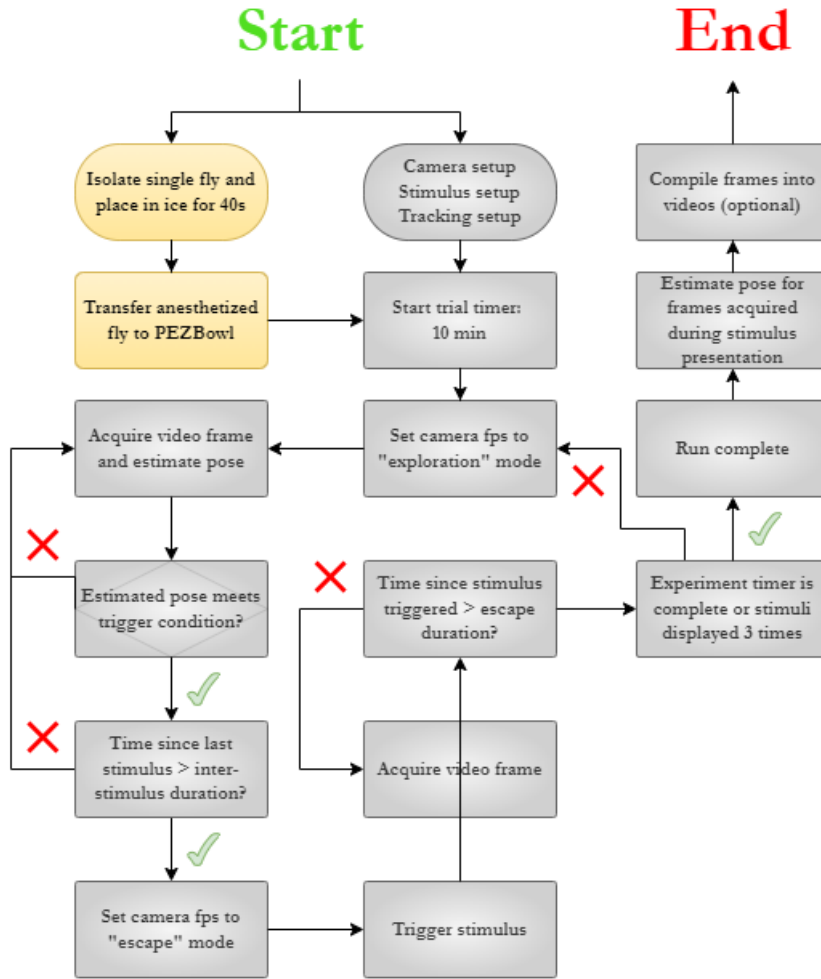 Start
End
Isolate single fly and
place in ice for 40s
Camera setup
Stimulus setup
Tracking setup
Compile frames into
videos (optional)
Transfer anesthetized
fly to PEZBowl
Start trial timer:
10 min
Estimate pose for
frames acquired
during stimulus
presentation
Acquire video frame
and estimate pose
Set camera fps to
"exploration" mode
Run complete
Estimated pose meets
trigger condition?
Time since stimulus
triggered > escape
duration?
Experiment timer is
complete or stimuli
displayed 3 times
Time since last
stimulus > inter-
stimulus duration?
Acquire video frame
Set camera fps to
"escape" mode
Trigger stimulus